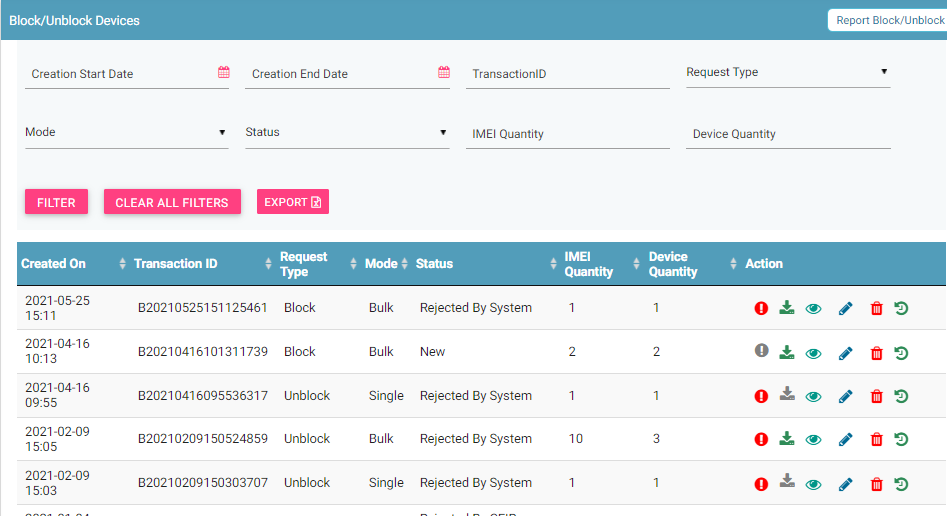 Block/Unblock Devices
Report Block/Unblock
Creation Start Date
Creation End Date
TransactionID
Request Type
Mode
Status
IMEI Quantity
Device Quantity
FILTER
CLEAR ALL FILTERS
EXPORT
Created On Transaction ID Request Type Mode Status IMEI Quantity Device Quantity Action
2021-05-25 15:11 B20210525151125461 Block Bulk Rejected By System 1 1
2021-04-16 10:13 B20210416101311739 Block Bulk New 2 2
2021-04-16 09:55 B20210416095536317 Unblock Single Rejected By System 1 1
2021-02-09 15:05 B20210209150524859 Unblock Bulk Rejected By System 10 3
2021-02-09 15:03 B20210209150303707 Unblock Single Rejected By System 1 1